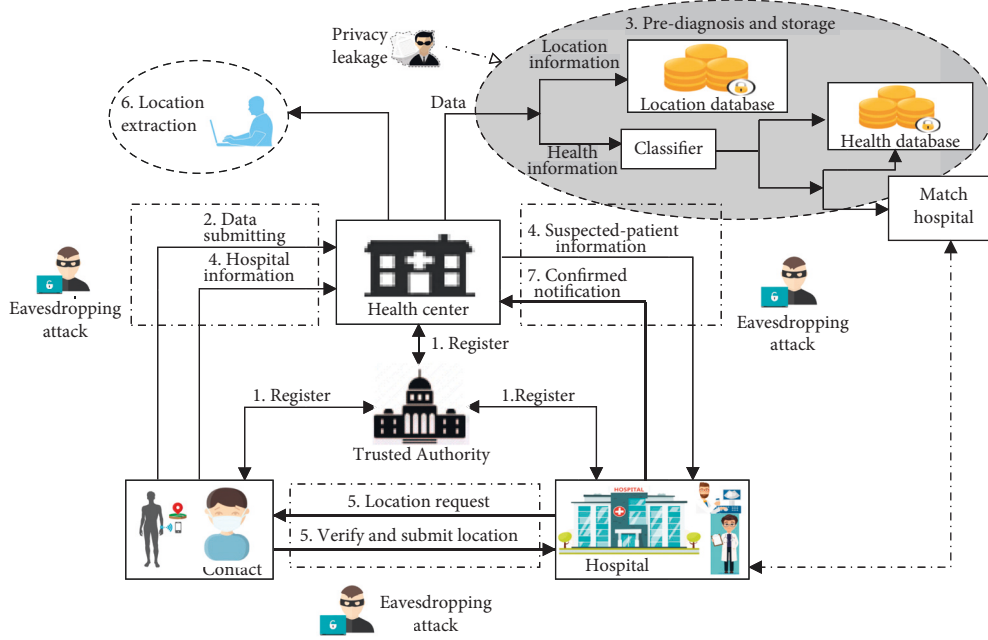 3. Pre-diagnosis and storage
Privacy
leakage
Location
information
Location database
Data
Health
information
Classifier
Health database
Match
hospital
6. Location
extraction
2. Data
submitting
4. Hospital
information
Health center
4. Suspected-patient
information
7. Confirmed
notification
Eavesdropping
attack
Eavesdropping
attack
1. Register
1. Register
1.Register
Trusted Authority
5. Location request
5. Verify and submit location
Contact
HOSPITAL
Hospital
Eavesdropping
attack